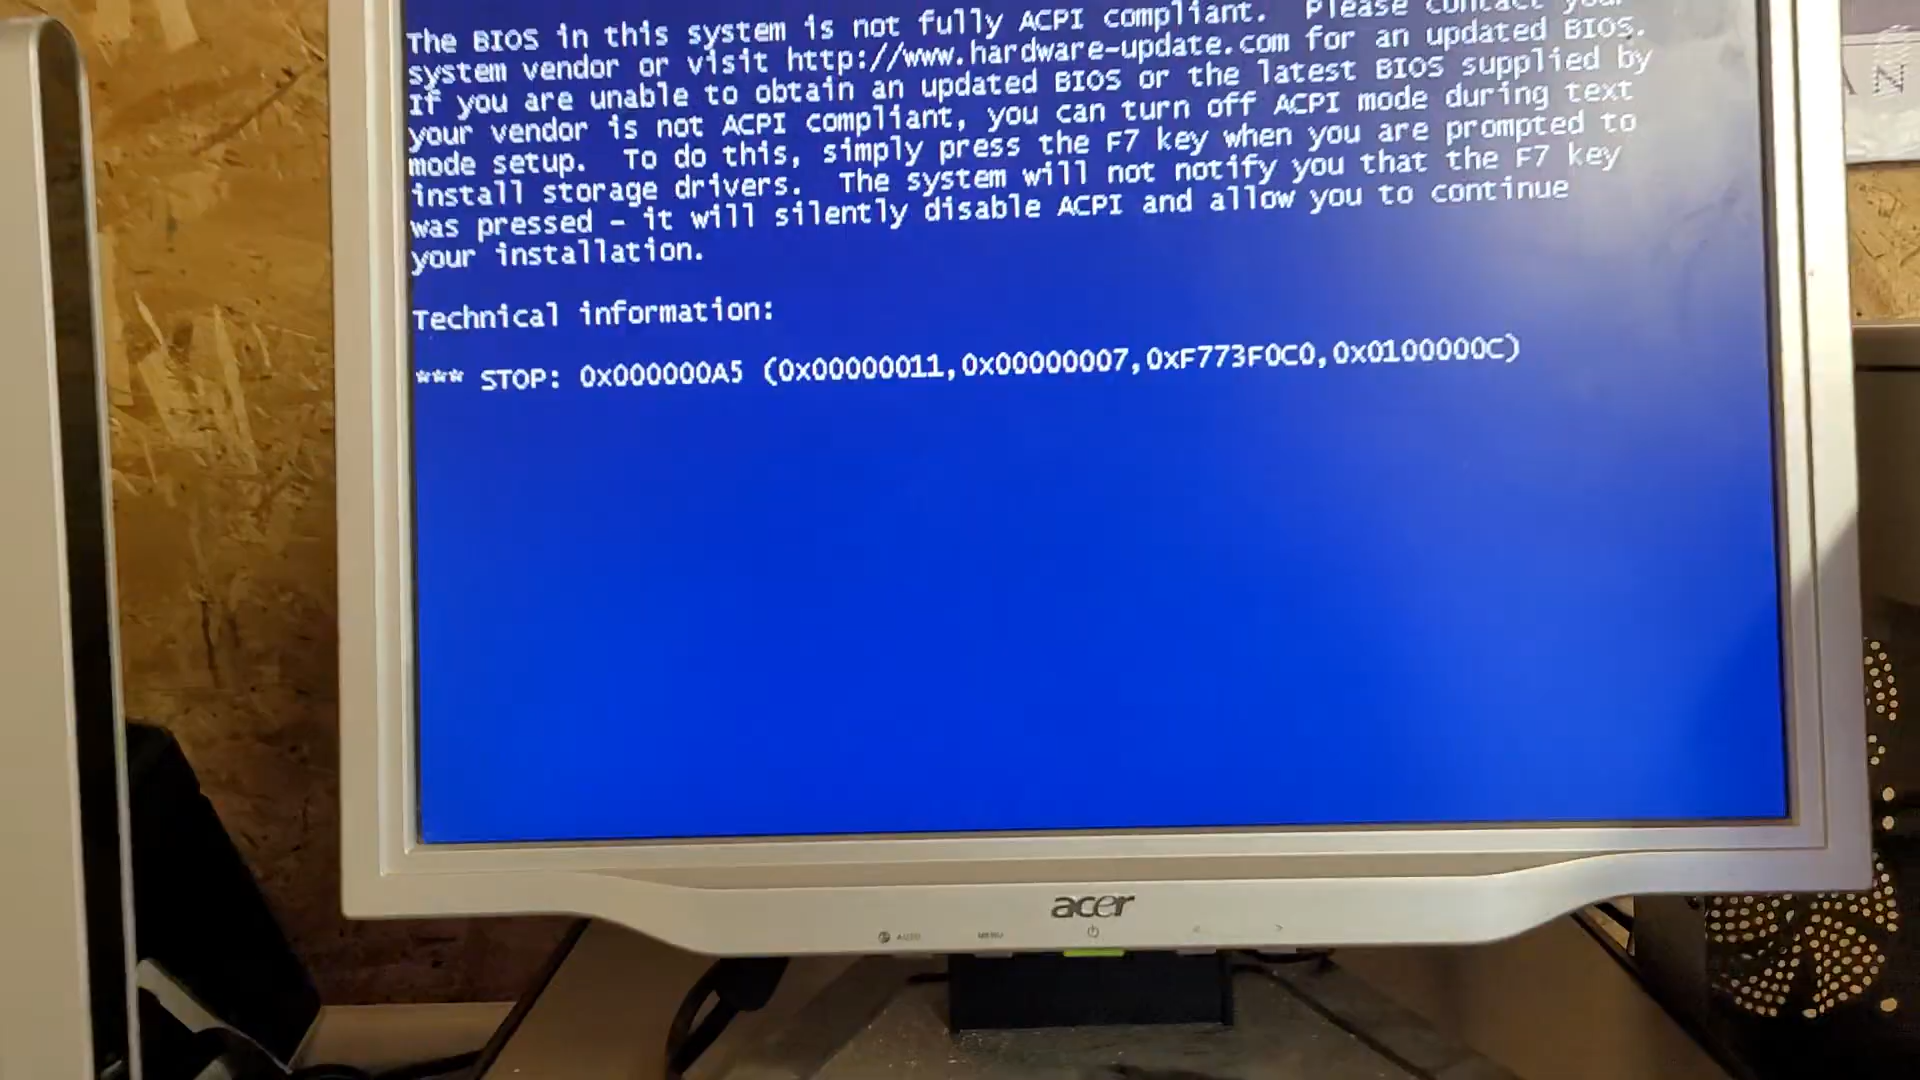 The BIOS in this system is not fully ACPI compliant. Please contact your
system vendor or visit http://www.hardware-update.com for an updated BIOS.
If you are unable to obtain an updated BIOS or the latest BIOS supplied by
your vendor is not ACPI compliant, you can turn off ACPI mode during text
mode setup. To do this, simply press the F7 key when you are prompted to
install storage drivers. The system will not notify you that the F7 key
was pressed - it will silently disable ACPI and allow you to continue
your installation.
Technical information:
*** STOP: 0x000000A5 (0x00000011,0x00000007,0xF773F0C0,0x0100000C)
acer
AUTO MENU < >